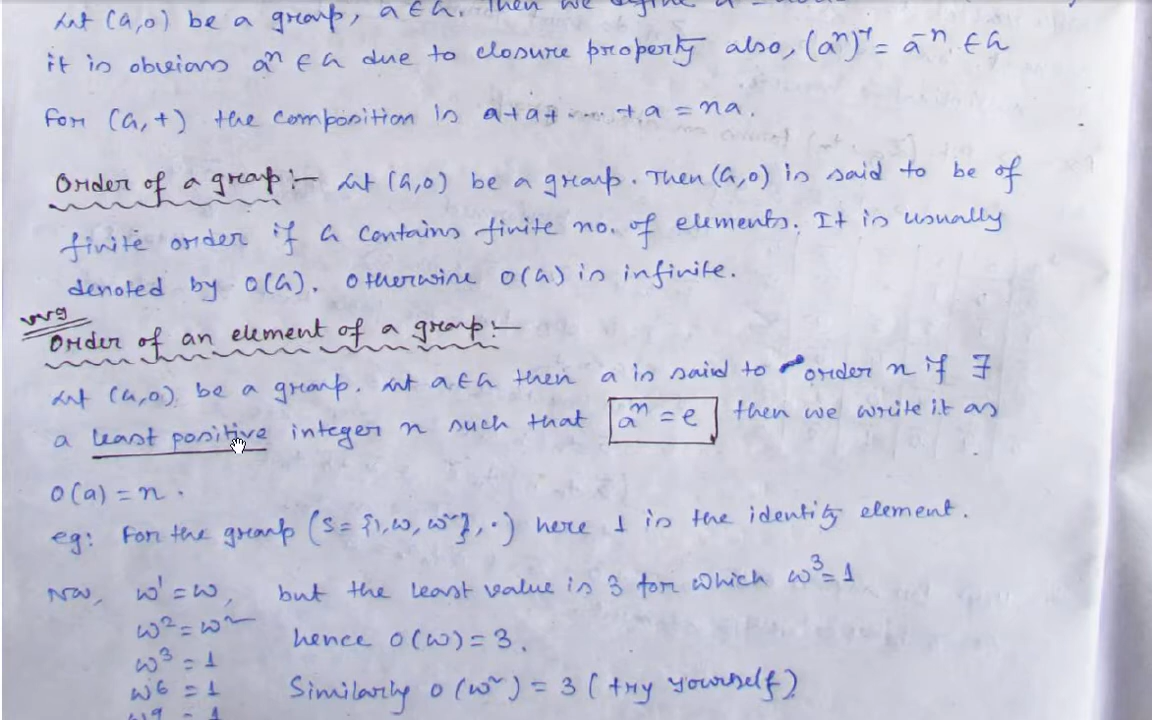 Let (G,o) be a group, a ∈ G. Then we define
it is obvious aⁿ ∈ G due to closure property also, (aⁿ)⁻¹ = a⁻ⁿ ∈ G
For (G,+) the composition is a+a+ ..... +a = na.
Order of a group:- Let (G,o) be a group. Then (G,o) is said to be of
finite order if G contains finite no. of elements. It is usually
denoted by O(G). Otherwise O(G) is infinite.
Order of an element of a group:-
Let (G,o) be a group. Let a∈G then a is said to order n if ∃
a least positive integer n such that aⁿ = e then we write it as
O(a) = n.
eg: For the group (S = {1, ω, ω²}, ·) here 1 is the identity element.
Now, ω¹ = ω, but the least value is 3 for which ω³ = 1
ω² = ω² hence O(ω) = 3.
ω³ = 1
ω⁶ = 1 Similarly O(ω²) = 3 (try yourself)
ω⁹ = 1